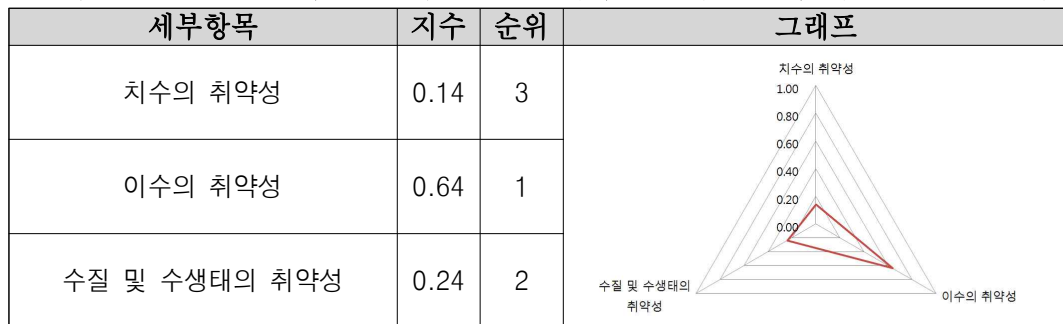 세부항목 지수 순위 그래프
치수의 취약성 0.14 3
이수의 취약성 0.64 1
수질 및 수생태의 취약성 0.24 2
치수의 취약성
1.00
0.80
0.60
0.40
0.20
0.00
수질 및 수생태의
취약성
이수의 취약성